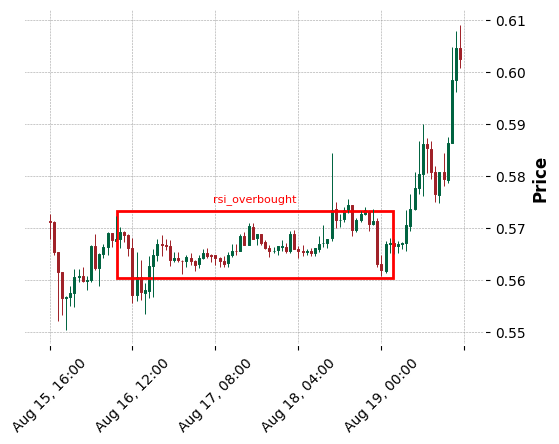 0.61
0.60
0.59
0.58
rsi_overbought
0.57
0.56
0.55
Price
Aug 15, 16:00
Aug 16, 12:00
Aug 17, 08:00
Aug 18, 04:00
Aug 19, 00:00